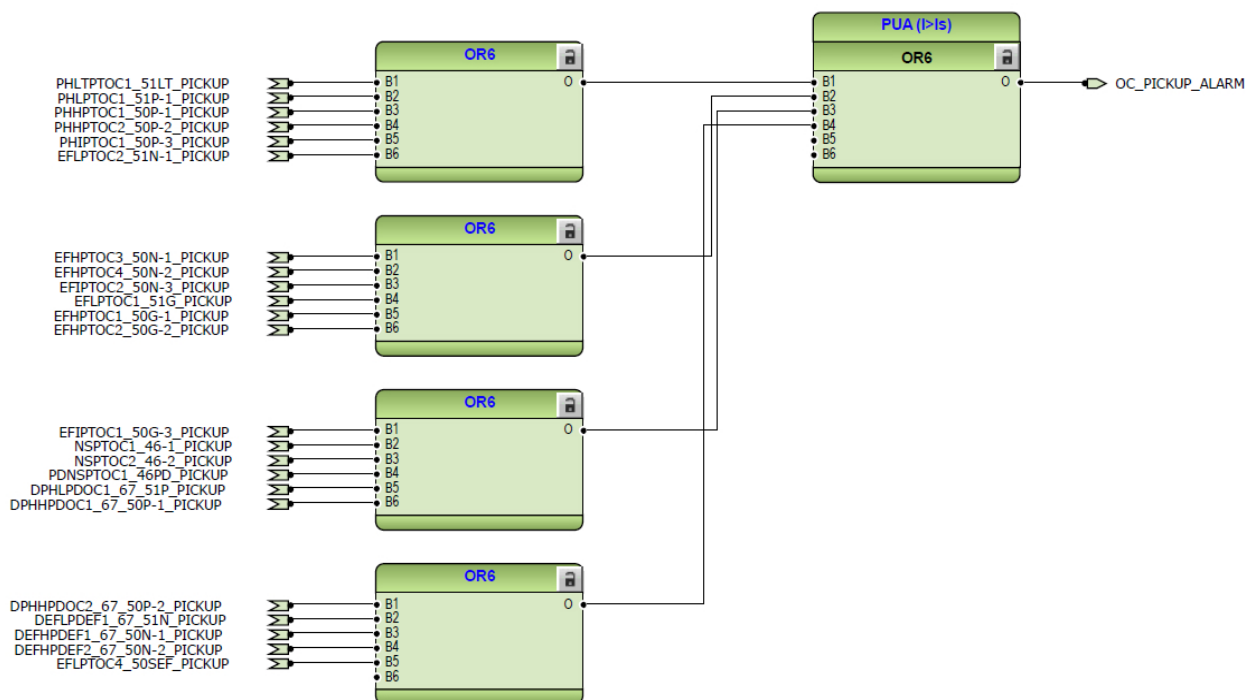 PUA (I>Is)
OR6
B1
B2
B3
B4
B5
B6
O
OC_PICKUP_ALARM
OR6
PHLTPTOC1_51LT_PICKUP
PHLPTOC1_51P-1_PICKUP
PHHPTOC1_50P-1_PICKUP
PHHPTOC2_50P-2_PICKUP
PHIPTOC1_50P-3_PICKUP
EFLPTOC2_51N-1_PICKUP
B1
B2
B3
B4
B5
B6
O
OR6
EFHPTOC3_50N-1_PICKUP
EFHPTOC4_50N-2_PICKUP
EFIPTOC2_50N-3_PICKUP
EFLPTOC1_51G_PICKUP
EFHPTOC1_50G-1_PICKUP
EFHPTOC2_50G-2_PICKUP
B1
B2
B3
B4
B5
B6
O
OR6
EFIPTOC1_50G-3_PICKUP
NSPTOC1_46-1_PICKUP
NSPTOC2_46-2_PICKUP
PDNSPTOC1_46PD_PICKUP
DPHLPDOC1_67_51P_PICKUP
DPHHPDOC1_67_50P-1_PICKUP
B1
B2
B3
B4
B5
B6
O
OR6
DPHHPDOC2_67_50P-2_PICKUP
DEFLPDEF1_67_51N_PICKUP
DEFHPDEF1_67_50N-1_PICKUP
DEFHPDEF2_67_50N-2_PICKUP
EFLPTOC4_50SEF_PICKUP
B1
B2
B3
B4
B5
B6
O